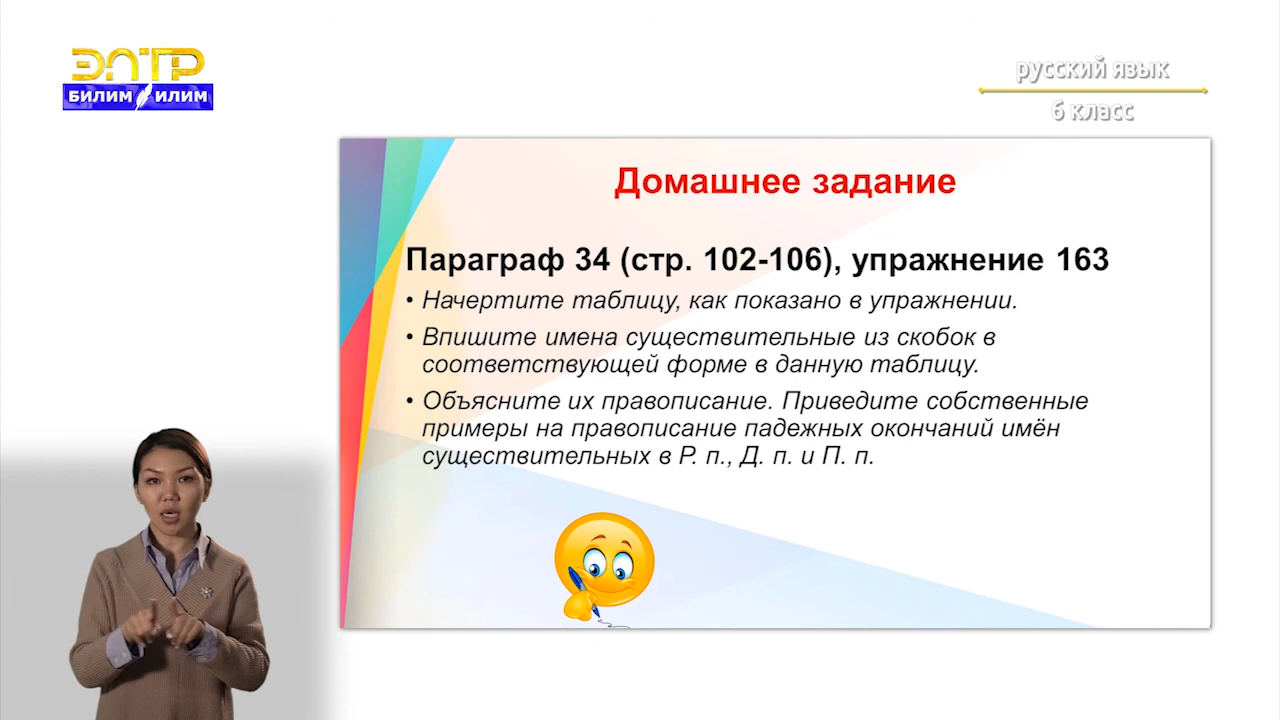 ЭЛТР
БИЛИМ ИЛИМ
русский язык
6 класс
Домашнее задание
Параграф 34 (стр. 102-106), упражнение 163
• Начертите таблицу, как показано в упражнении.
• Впишите имена существительные из скобок в
соответствующей форме в данную таблицу.
• Объясните их правописание. Приведите собственные
примеры на правописание падежных окончаний имён
существительных в Р. п., Д. п. и П. п.